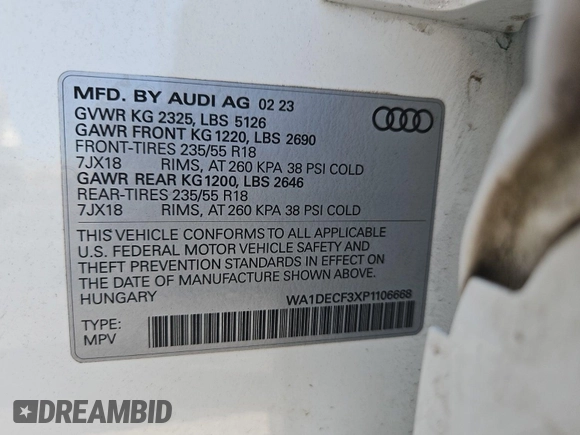 MFD. BY AUDI AG 02 23
GVWR KG 2325, LBS 5126
GAWR FRONT KG 1220, LBS 2690
FRONT-TIRES 235/55 R18
7JX18 RIMS, AT 260 KPA 38 PSI COLD
GAWR REAR KG1200, LBS 2646
REAR-TIRES 235/55 R18
7JX18 RIMS, AT 260 KPA 38 PSI COLD
THIS VEHICLE CONFORMS TO ALL APPLICABLE
U.S. FEDERAL MOTOR VEHICLE SAFETY AND
THEFT PREVENTION STANDARDS IN EFFECT ON
THE DATE OF MANUFACTURE SHOWN ABOVE.
HUNGARY WA1DECF3XP1106668
TYPE:
MPV
DREAMBID